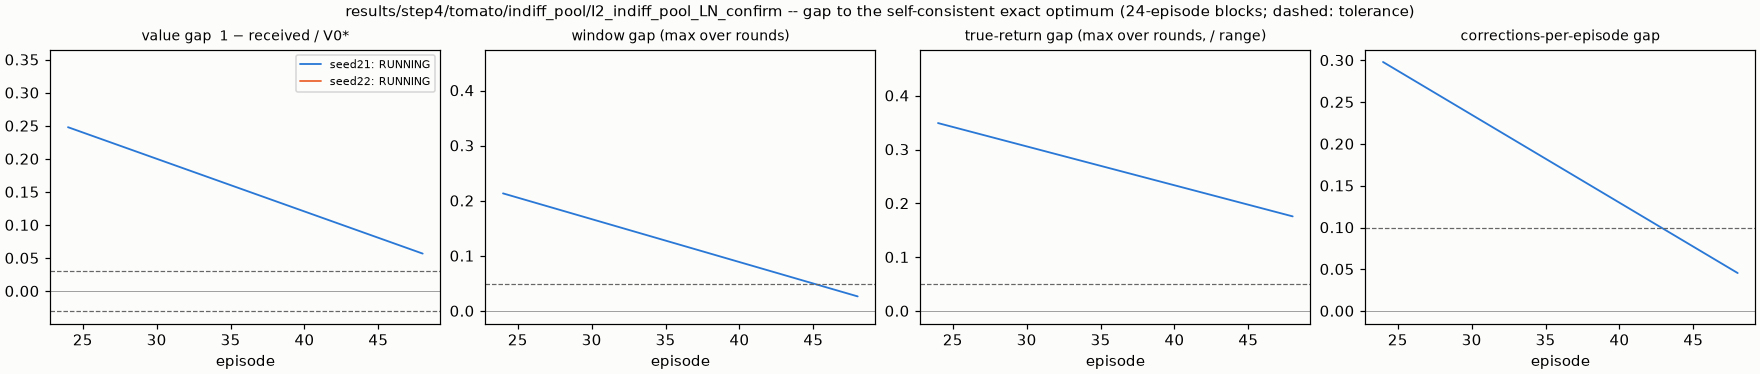 results/step4/tomato/indiff_pool/I2_indiff_pool_LN_confirm -- gap to the self-consistent exact optimum (24-episode blocks; dashed: tolerance)
value gap 1 − received / V0*
0.35
0.30
0.25
0.20
0.15
0.10
0.05
0.00
seed21: RUNNING
seed22: RUNNING
25 30 35 40 45
episode
window gap (max over rounds)
0.4
0.3
0.2
0.1
0.0
25 30 35 40 45
episode
true-return gap (max over rounds, / range)
0.4
0.3
0.2
0.1
0.0
25 30 35 40 45
episode
corrections-per-episode gap
0.30
0.25
0.20
0.15
0.10
0.05
0.00
25 30 35 40 45
episode